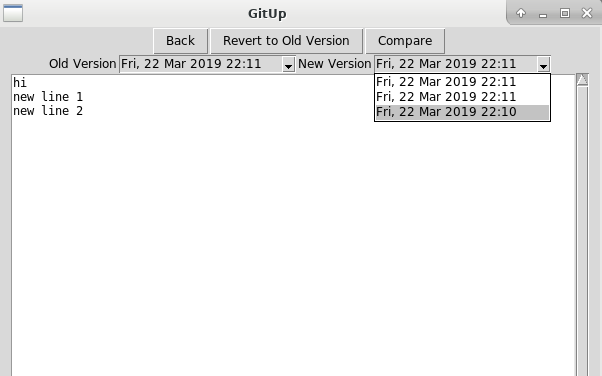 GitUp
Back Revert to Old Version Compare
Old Version Fri, 22 Mar 2019 22:11 New Version Fri, 22 Mar 2019 22:11
Fri, 22 Mar 2019 22:11
Fri, 22 Mar 2019 22:11
Fri, 22 Mar 2019 22:10
hi
new line 1
new line 2